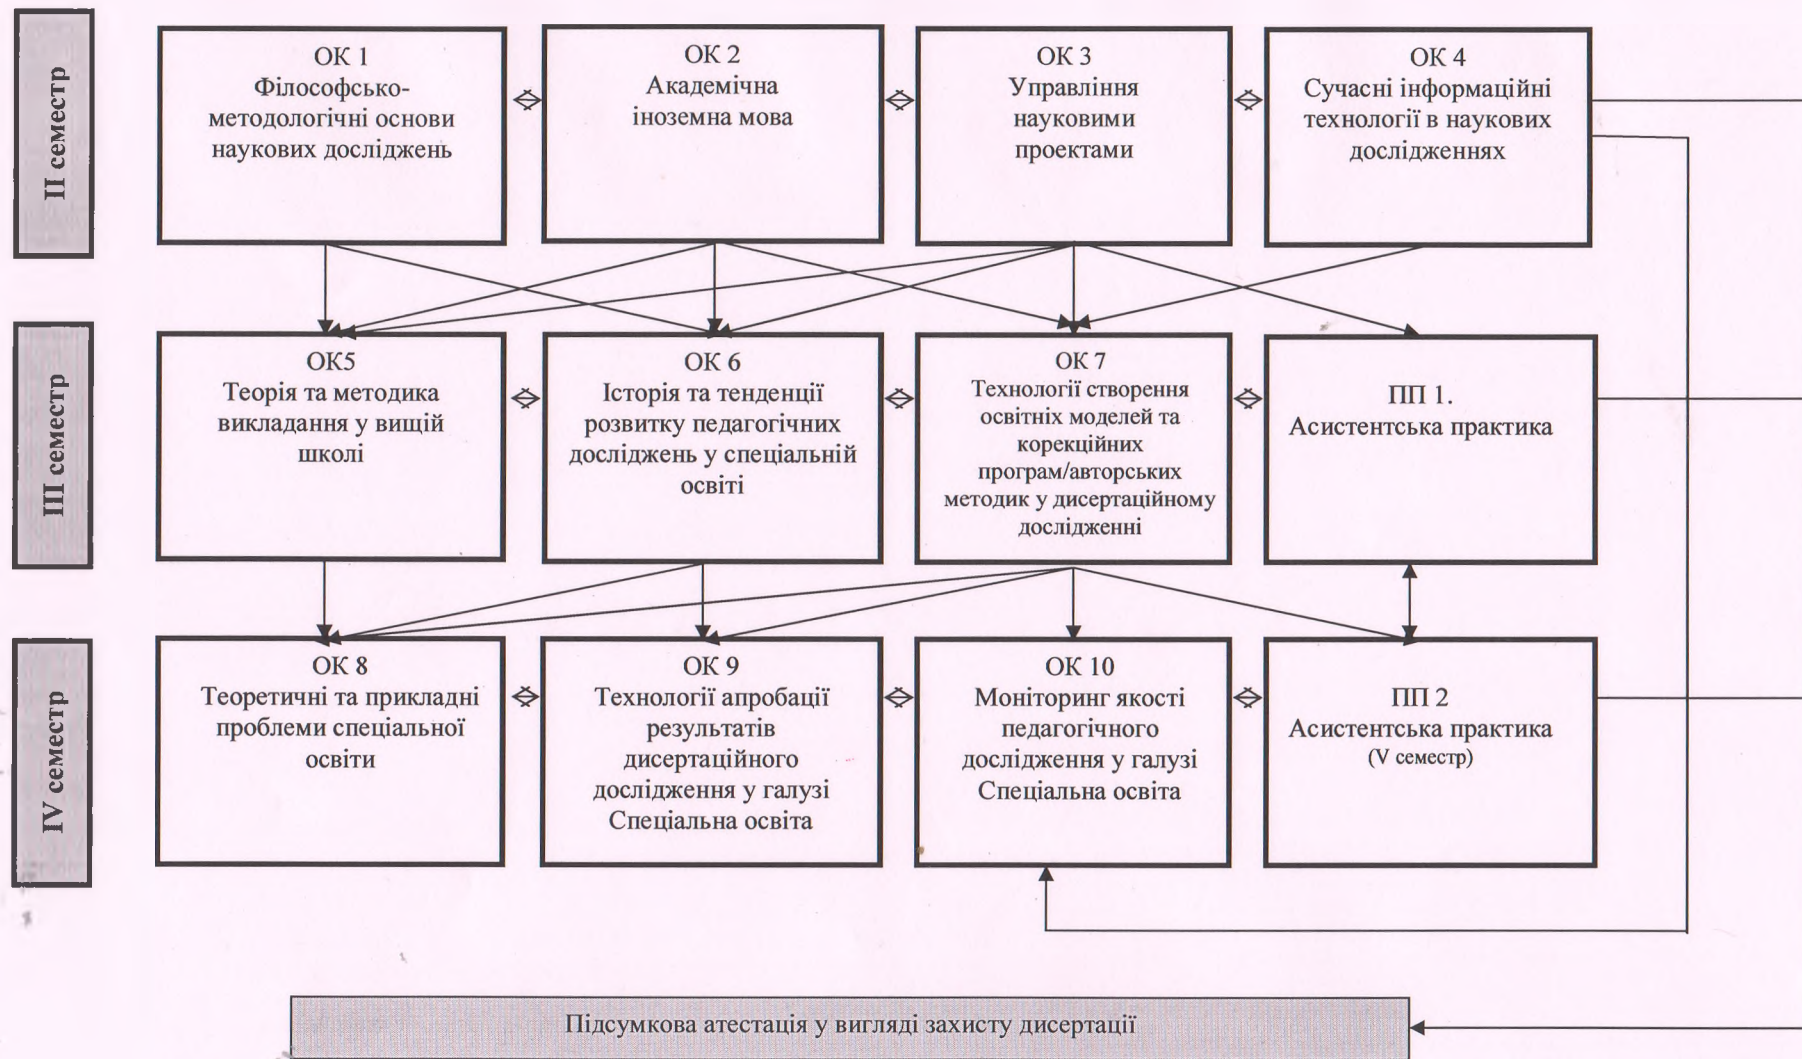 II семестр
ОК 1
Філософсько-
методологічні основи
наукових досліджень
ОК 2
Академічна
іноземна мова
ОК 3
Управління
науковими
проектами
ОК 4
Сучасні інформаційні
технології в наукових
дослідженнях
III семестр
ОК5
Теорія та методика
викладання у вищій
школі
ОК 6
Історія та тенденції
розвитку педагогічних
досліджень у спеціальній
освіті
ОК 7
Технології створення
освітніх моделей та
корекційних
програм/авторських
методик у дисертаційному
дослідженні
ПП 1.
Асистентська практика
IV семестр
ОК 8
Теоретичні та прикладні
проблеми спеціальної
освіти
ОК 9
Технології апробації
результатів
дисертаційного
дослідження у галузі
Спеціальна освіта
ОК 10
Моніторинг якості
педагогічного
дослідження у галузі
Спеціальна освіта
ПП 2
Асистентська практика
(V семестр)
Підсумкова атестація у вигляді захисту дисертації